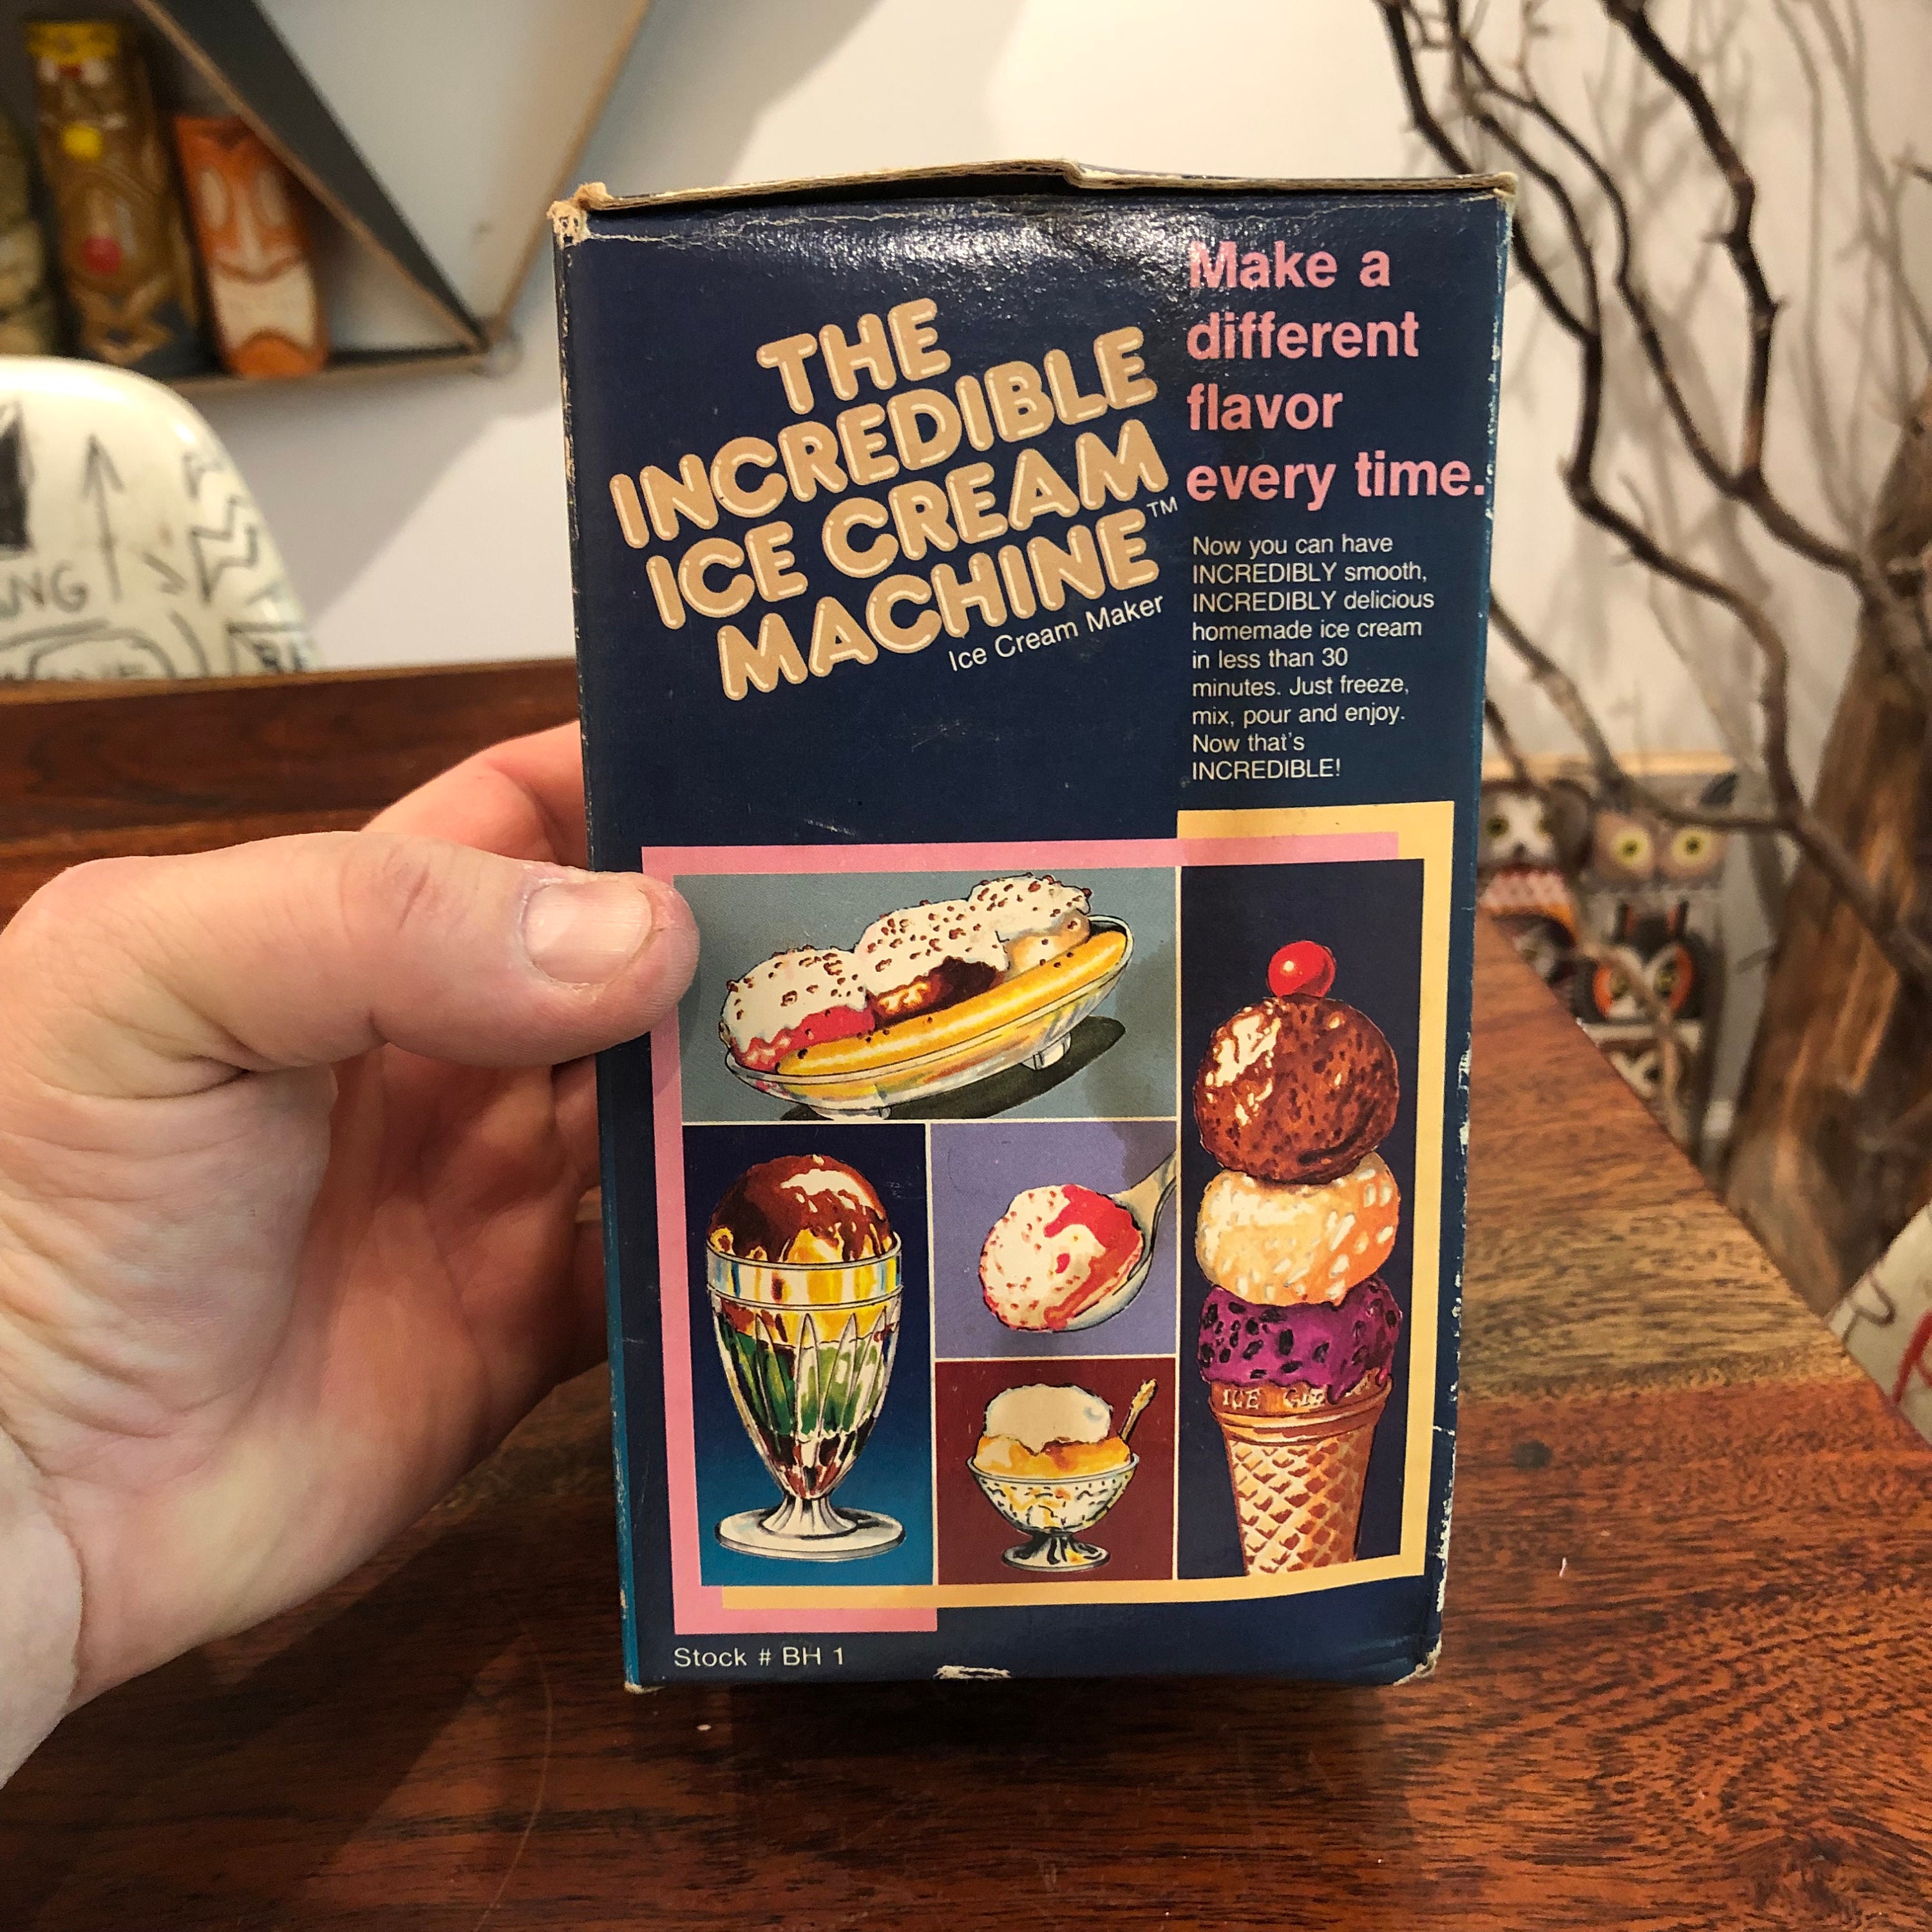 THE
INCREDIBLE
ICE CREAM
MACHINE™
Ice Cream Maker
Make a
different
flavor
every time.
Now you can have
INCREDIBLY smooth,
INCREDIBLY delicious
homemade ice cream
in less than 30
minutes. Just freeze,
mix, pour and enjoy.
Now that's
INCREDIBLE!
ICE
Stock # BH 1